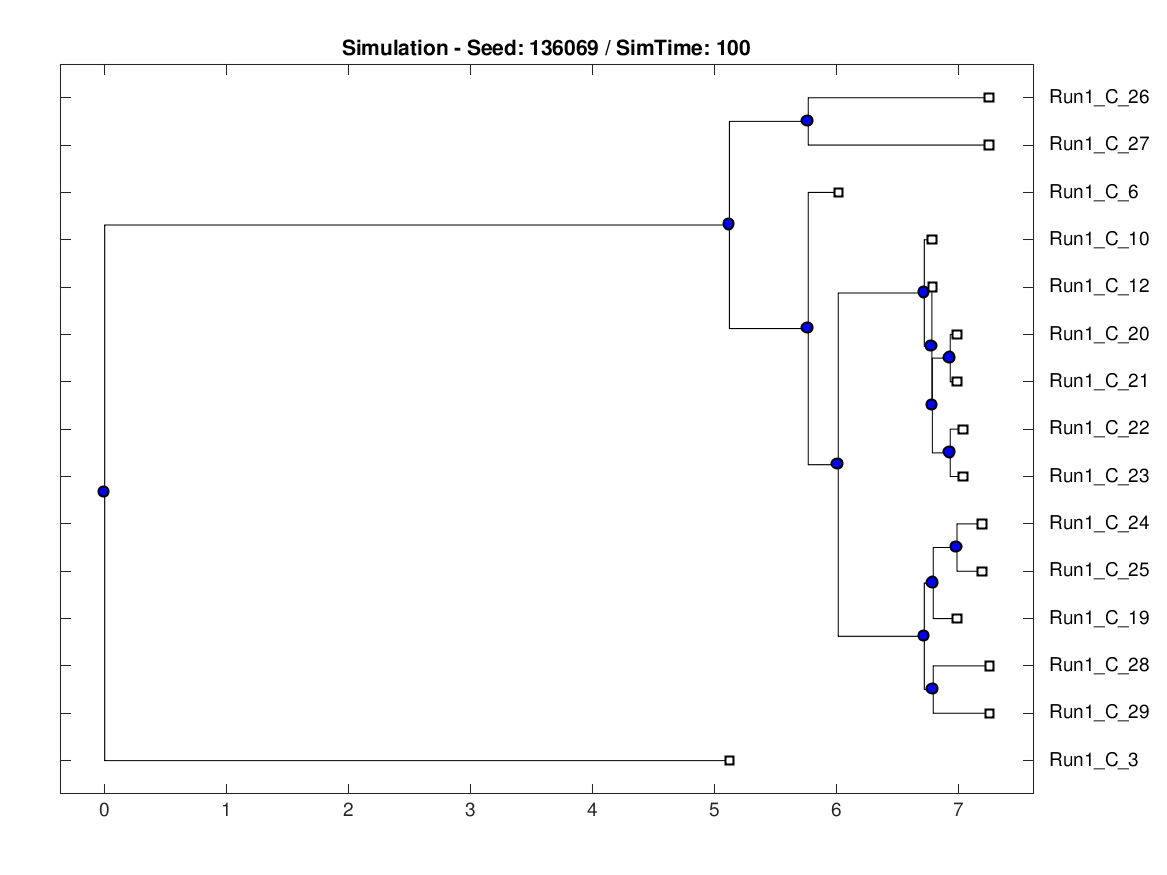 Simulation - Seed: 136069 / SimTime: 100
Run1_C_26
Run1_C_27
Run1_C_6
Run1_C_10
Run1_C_12
Run1_C_20
Run1_C_21
Run1_C_22
Run1_C_23
Run1_C_24
Run1_C_25
Run1_C_19
Run1_C_28
Run1_C_29
Run1_C_3
0 1 2 3 4 5 6 7